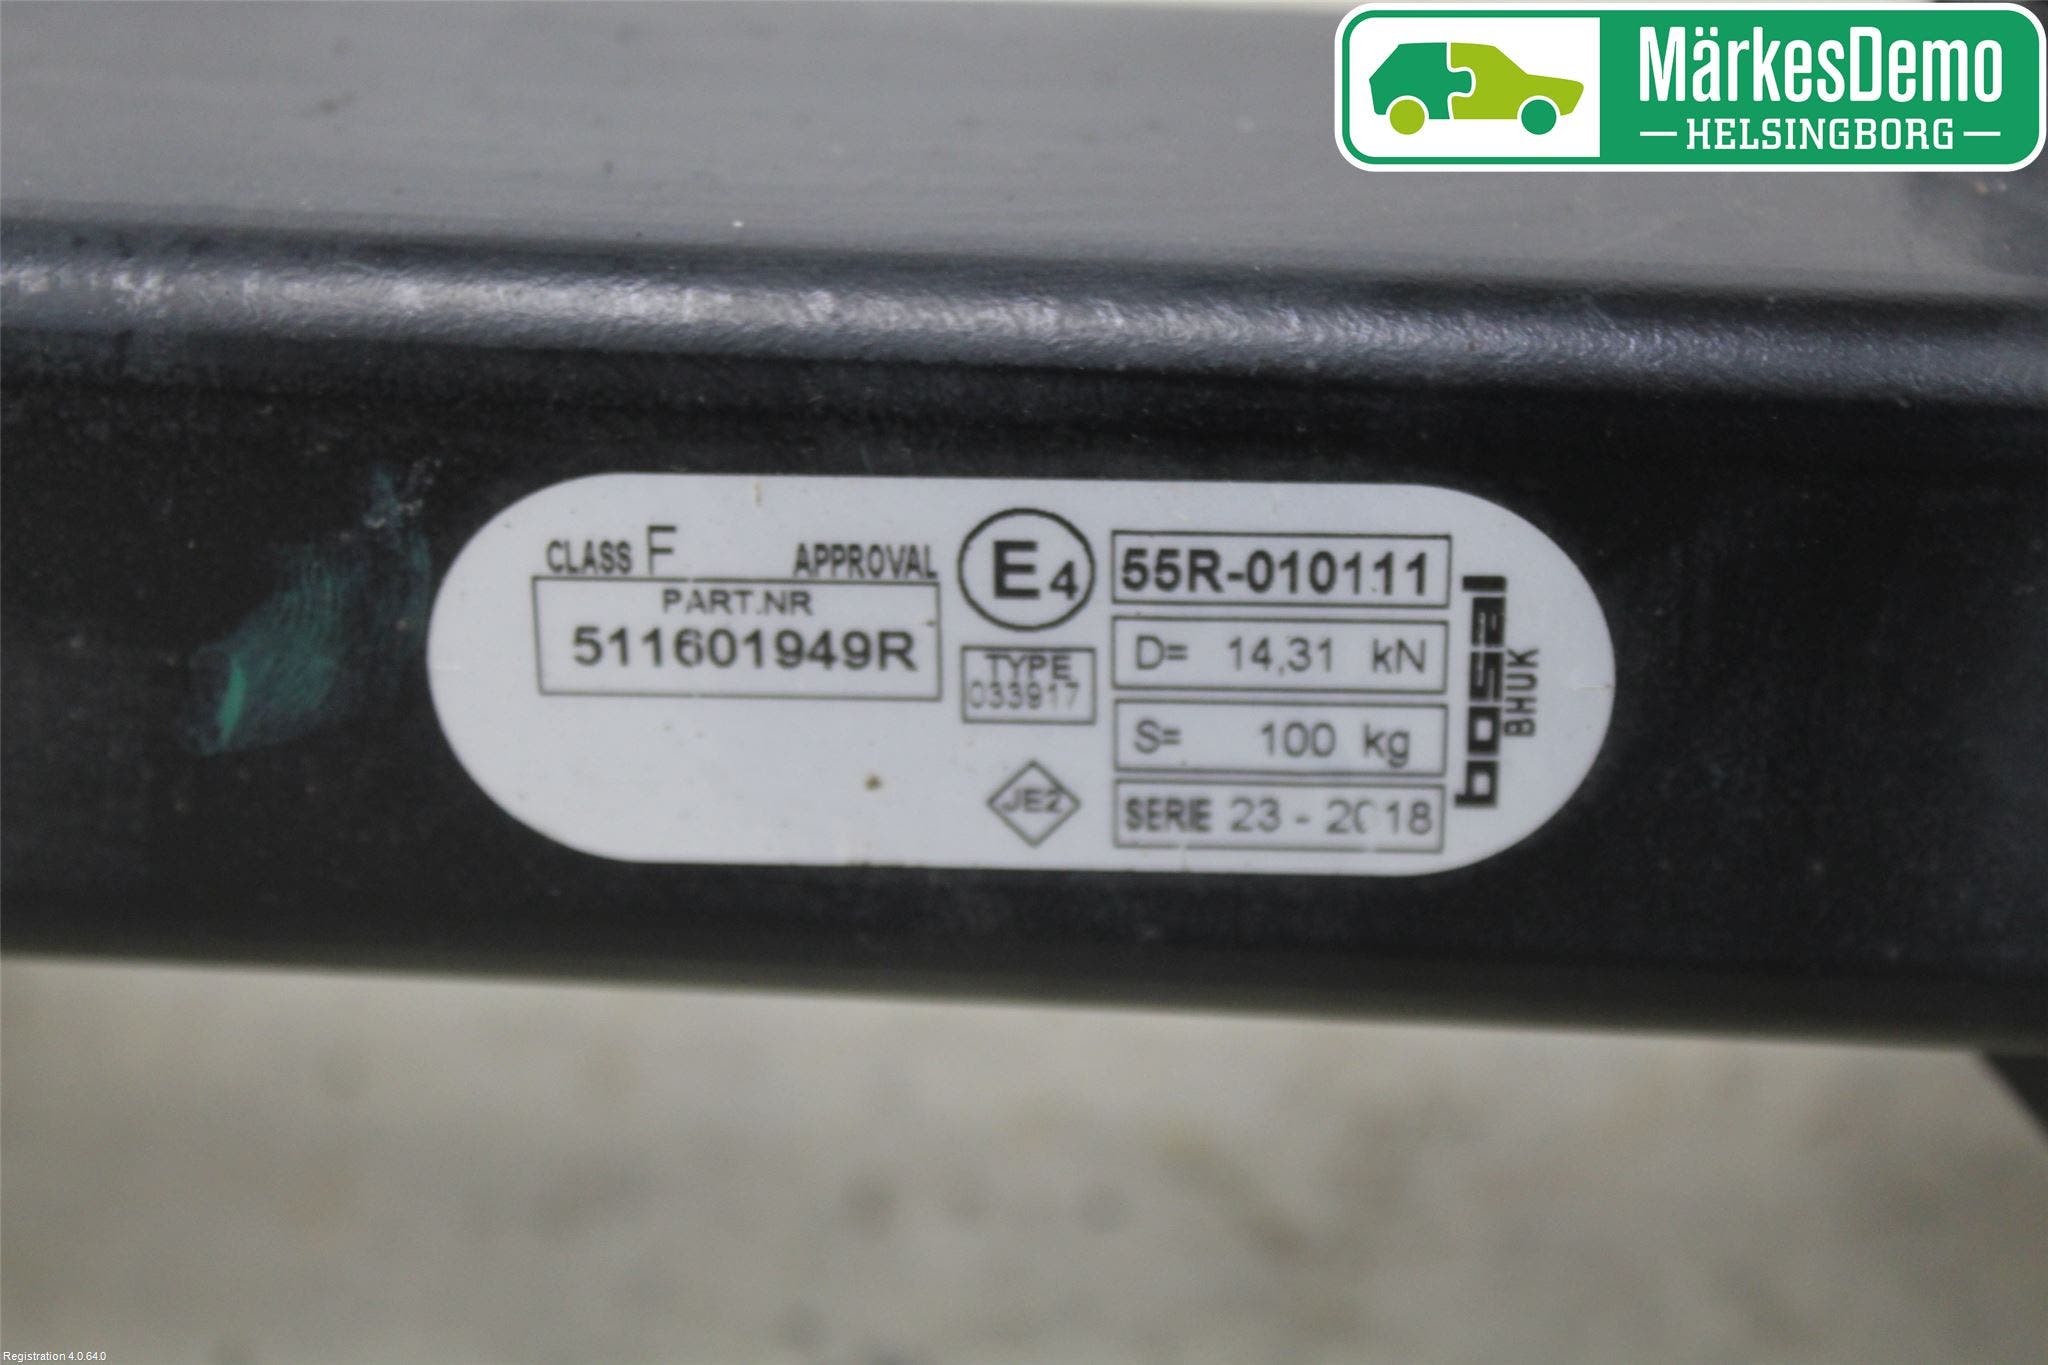 MärkesDemo
HELSINGBORG
CLASS F APPROVAL
PART.NR
511601949R
E4
TYPE
033917
JE2
55R-010111
D= 14,31 kN
S= 100 kg
SERIE 23 - 2018
bosal
BHUK
Registration 4.0.64.0